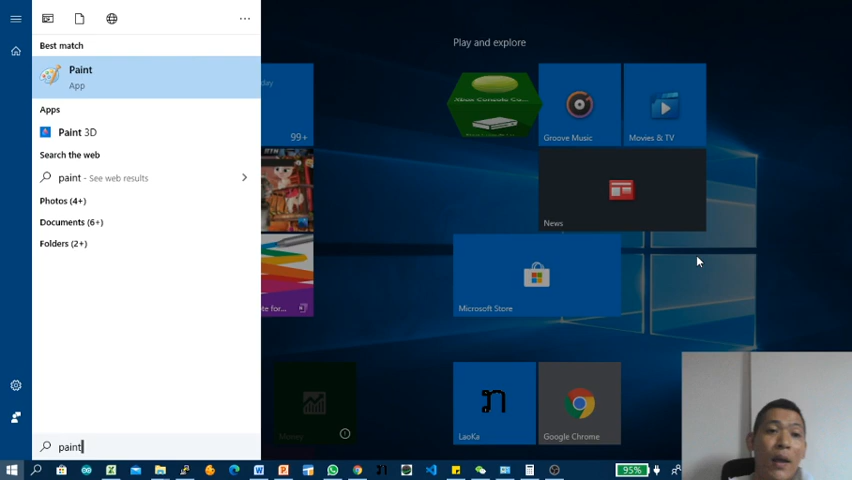 Best match
Paint
App
Apps
Paint 3D
Search the web
paint - See web results
Photos (4+)
Documents (6+)
Folders (2+)
paint
Play and explore
99+
Groove Music
Movies & TV
News
Microsoft Store
Money
LaoKa
Google Chrome
95%